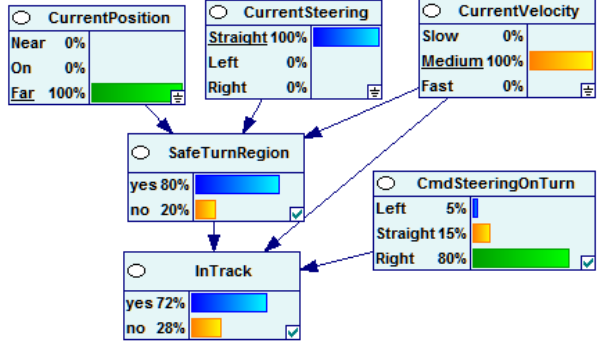 CurrentPosition
Near 0%
On 0%
Far 100%
CurrentSteering
Straight 100%
Left 0%
Right 0%
CurrentVelocity
Slow 0%
Medium 100%
Fast 0%
SafeTurnRegion
yes 80%
no 20%
CmdSteeringOnTurn
Left 5%
Straight 15%
Right 80%
InTrack
yes 72%
no 28%